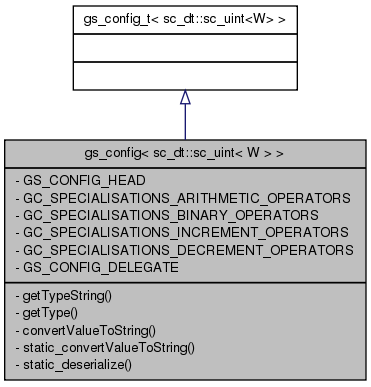 gs_config_t< sc_dt::sc_uint<W> >
gs_config< sc_dt::sc_uint< W > >
- GS_CONFIG_HEAD
- GC_SPECIALISATIONS_ARITHMETIC_OPERATORS
- GC_SPECIALISATIONS_BINARY_OPERATORS
- GC_SPECIALISATIONS_INCREMENT_OPERATORS
- GC_SPECIALISATIONS_DECREMENT_OPERATORS
- GS_CONFIG_DELEGATE
- getTypeString()
- getType()
- convertValueToString()
- static_convertValueToString()
- static_deserialize()